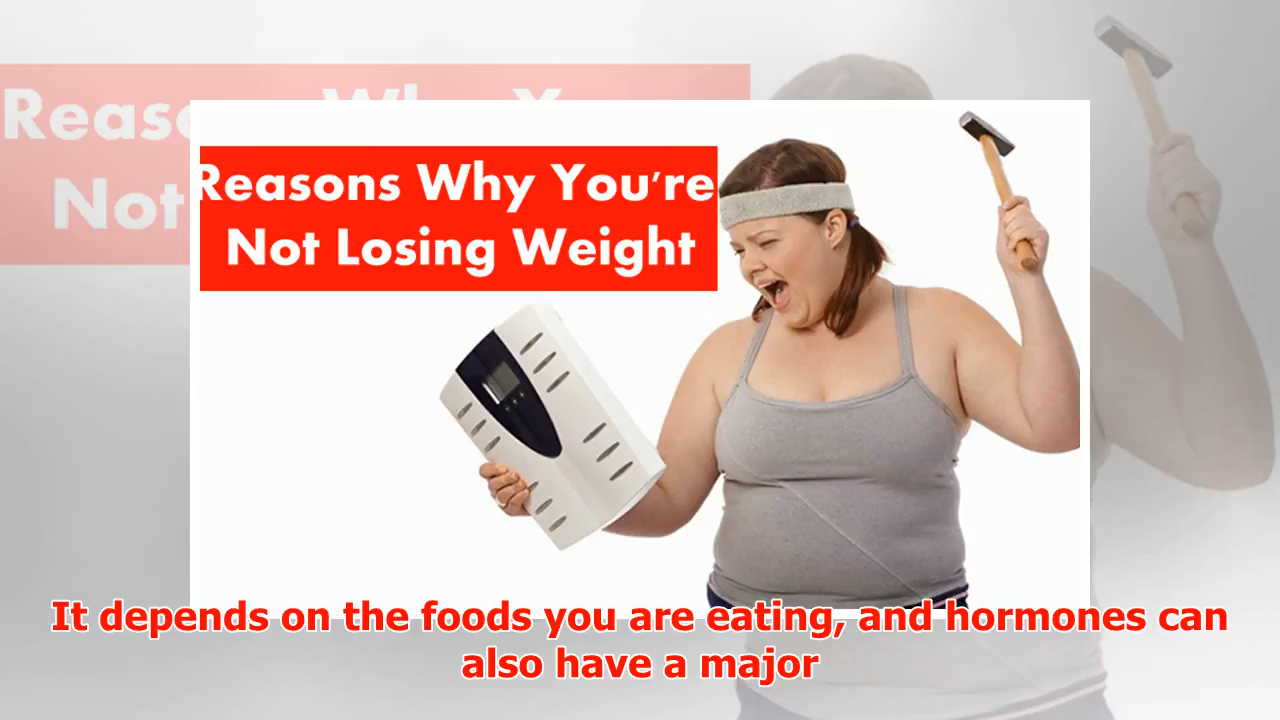 Reasons Why You're
Not Losing Weight
It depends on the foods you are eating, and hormones can
also have a major